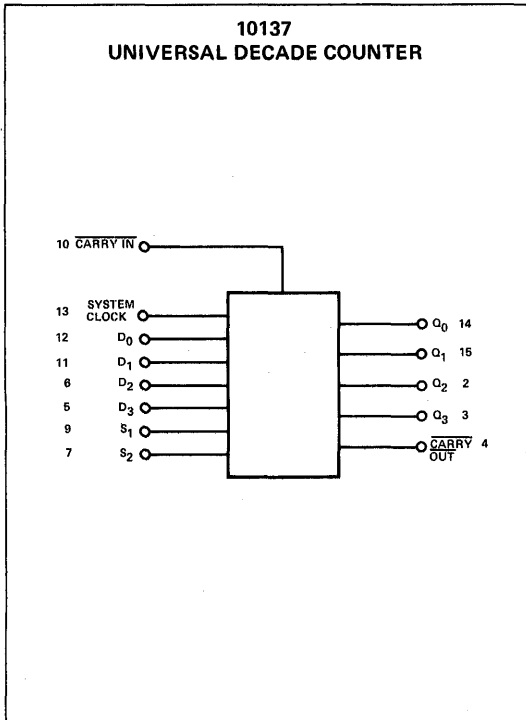 10137
UNIVERSAL DECADE COUNTER
10 CARRY IN
13 SYSTEM CLOCK
12 D0
11 D1
6 D2
5 D3
9 S1
7 S2
Q0 14
Q1 15
Q2 2
Q3 3
CARRY 4
OUT